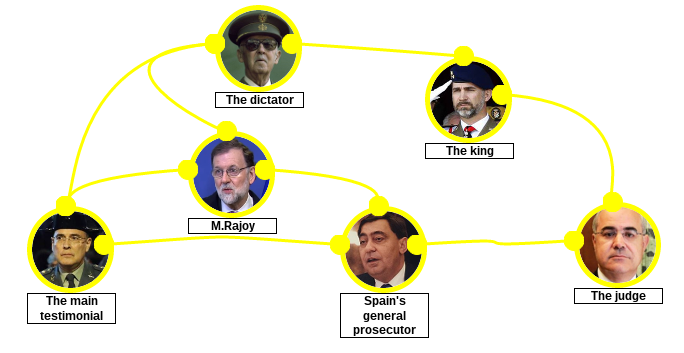 The dictator
The king
M.Rajoy
The main
testimonial
Spain's
general
prosecutor
The judge